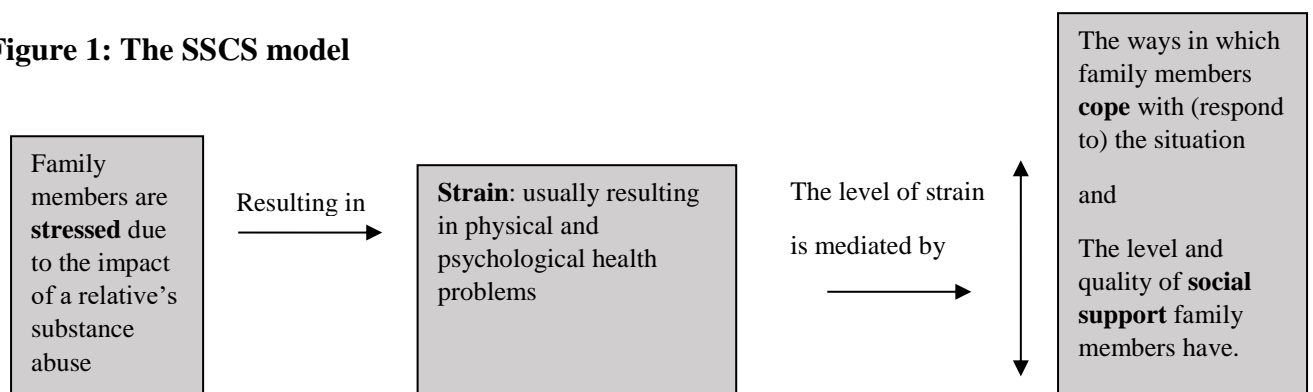 Figure 1: The SSCS model
Family
members are
stressed due
to the impact
of a relative’s
substance
abuse
Resulting in
Strain: usually resulting
in physical and
psychological health
problems
The level of strain
is mediated by
The ways in which
family members
cope with (respond
to) the situation
and
The level and
quality of social
support family
members have.